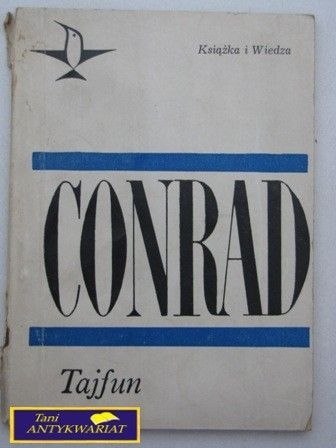 Książka i Wiedza
CONRAD
Tajfun
Tani
ANTYKWARIAT